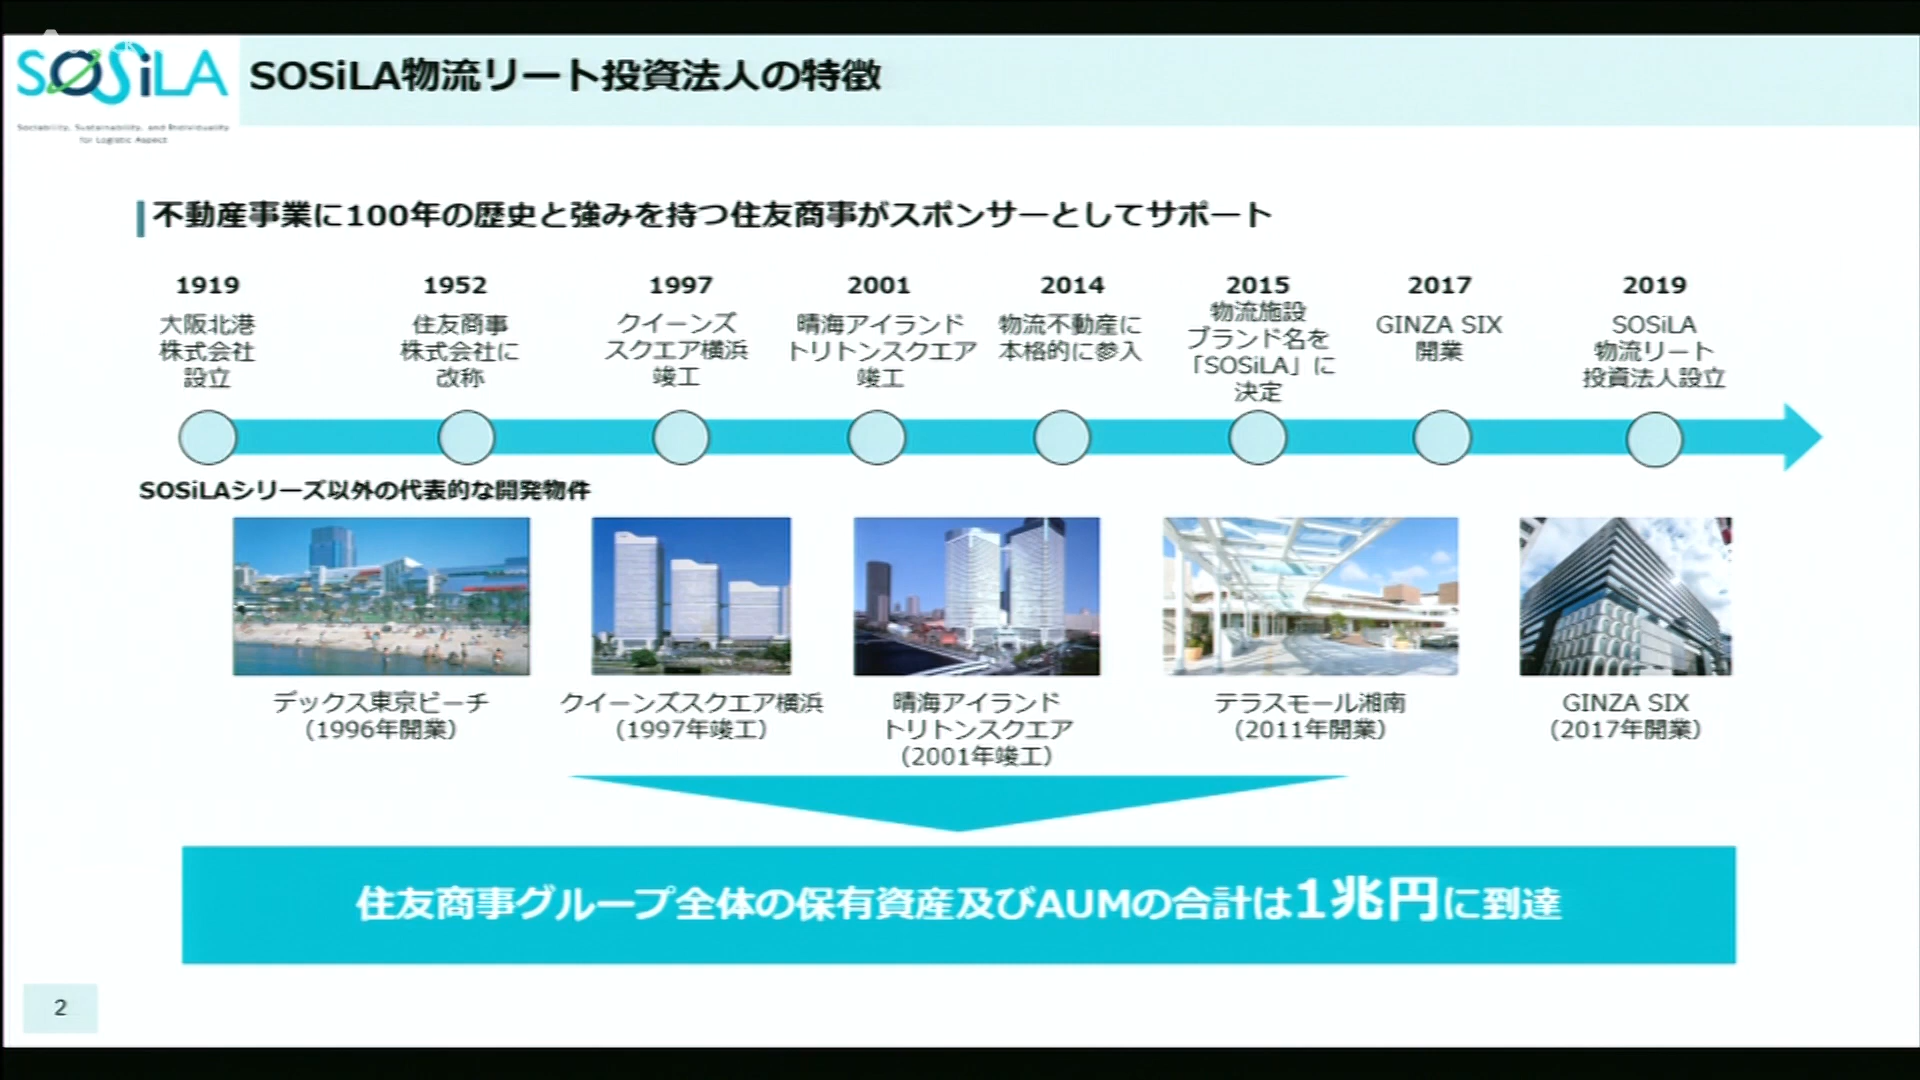 SOSiLA
Sociability, Sustainability, and Individuality
for Logistic Aspect
SOSiLA物流リート投資法人の特徴
不動産事業に100年の歴史と強みを持つ住友商事がスポンサーとしてサポート
1919
大阪北港
株式会社
設立
1952
住友商事
株式会社に
改称
1997
クイーンズ
スクエア横浜
竣工
2001
晴海アイランド
トリトンスクエア
竣工
2014
物流不動産に
本格的に参入
2015
物流施設
ブランド名を
「SOSiLA」に
決定
2017
GINZA SIX
開業
2019
SOSiLA
物流リート
投資法人設立
SOSiLAシリーズ以外の代表的な開発物件
デックス東京ビーチ
（1996年開業）
クイーンズスクエア横浜
（1997年竣工）
晴海アイランド
トリトンスクエア
（2001年竣工）
テラスモール湘南
（2011年開業）
GINZA SIX
（2017年開業）
住友商事グループ全体の保有資産及びAUMの合計は1兆円に到達
2